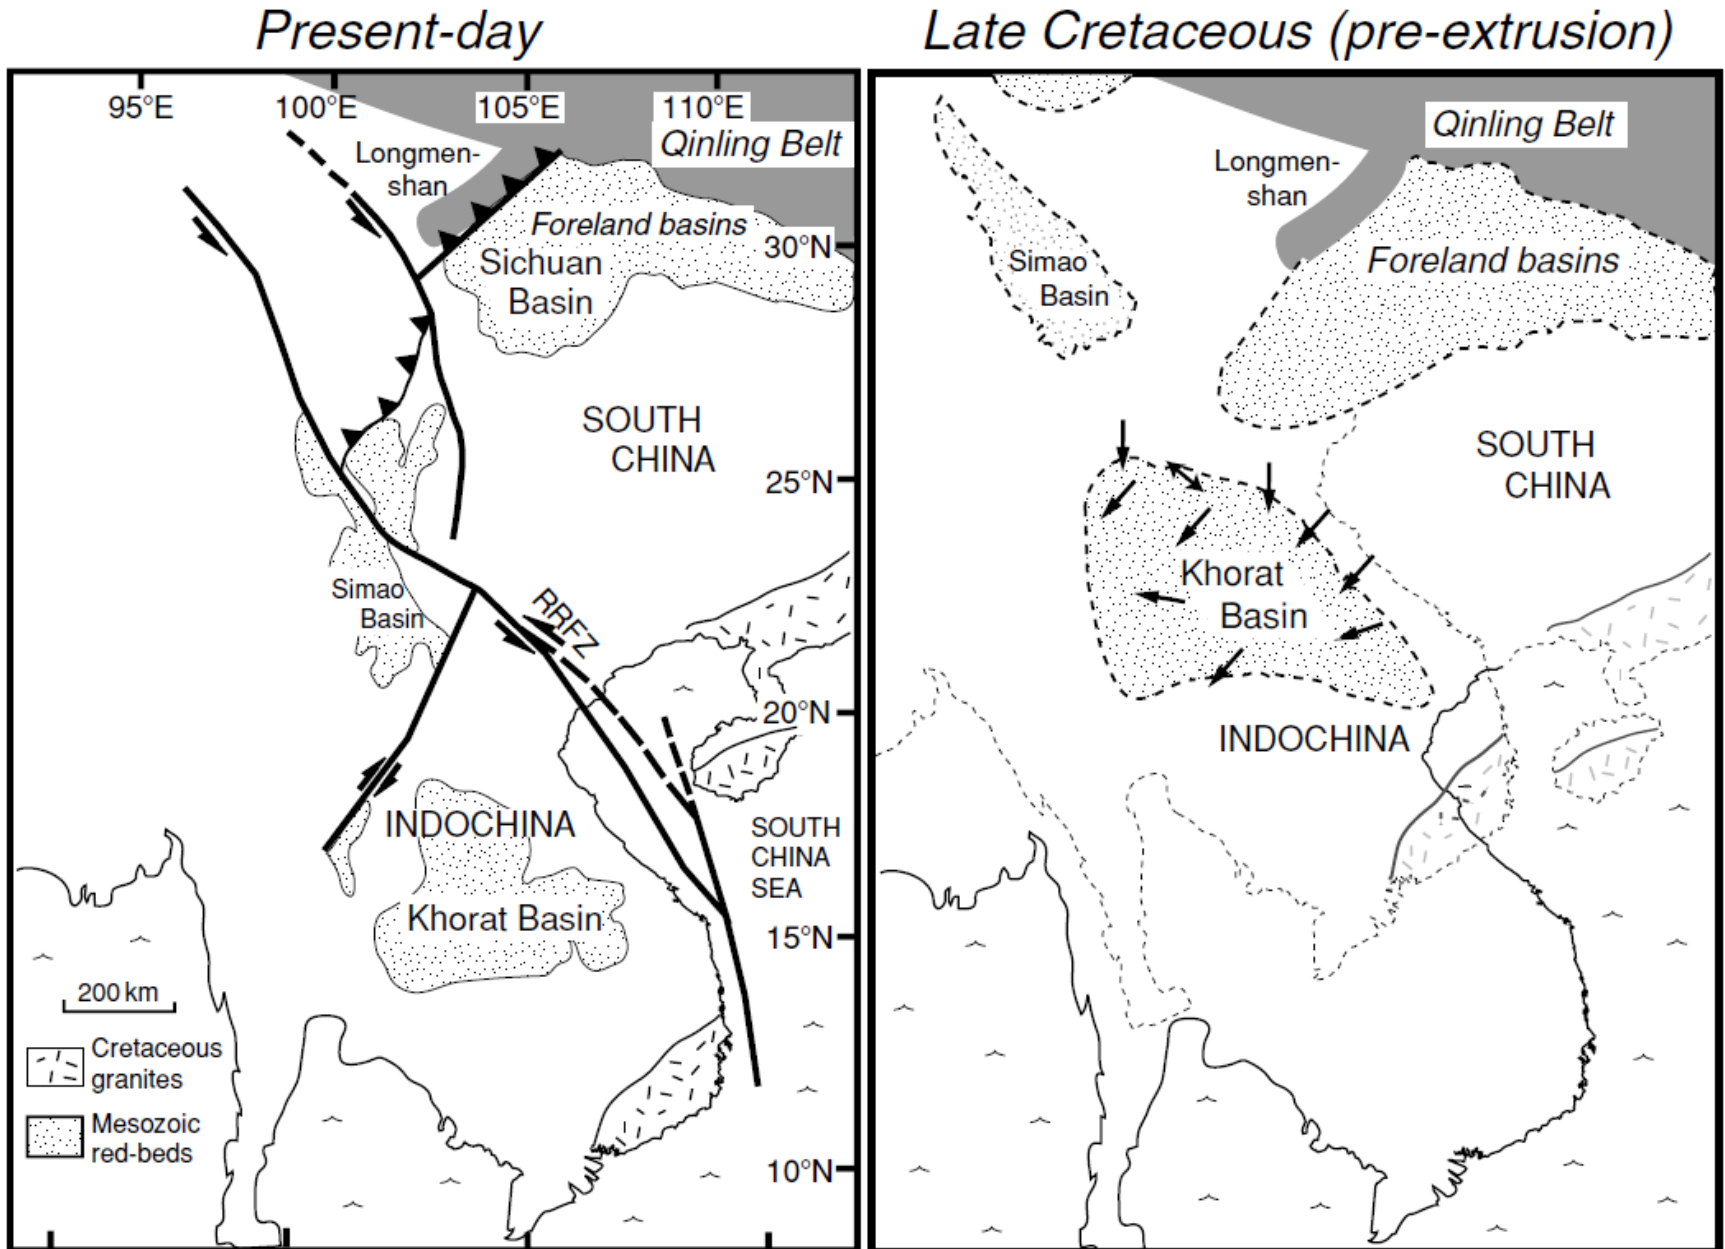 Present-day
Late Cretaceous (pre-extrusion)
95°E
100°E
105°E
110°E
Qinling Belt
Longmen-
shan
Foreland basins
Sichuan
Basin
30°N
SOUTH
CHINA
25°N
Simao
Basin
RRFZ
20°N
INDOCHINA
SOUTH
CHINA
SEA
Khorat Basin
15°N
200 km
Cretaceous
granites
Mesozoic
red-beds
10°N
Qinling Belt
Longmen-
shan
Simao
Basin
Foreland basins
SOUTH
CHINA
Khorat
Basin
INDOCHINA